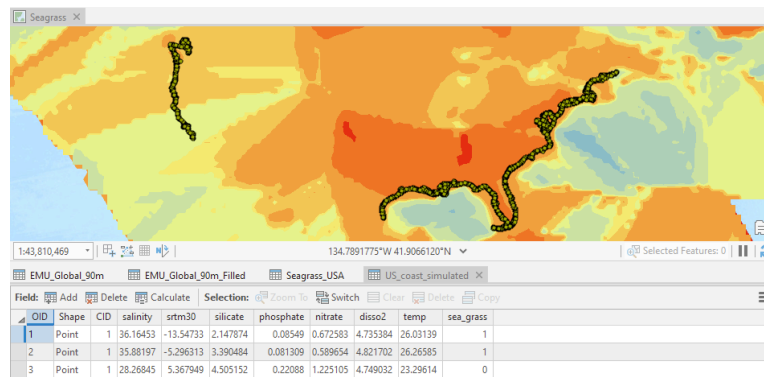 Seagrass
1:43,810,469 134.7891775°W 41.9066120°N Selected Features: 0
EMU_Global_90m EMU_Global_90m_Filled Seagrass_USA US_coast_simulated
Field: Add Delete Calculate Selection: Zoom To Switch Clear Delete Copy
OID Shape CID salinity srtm30 silicate phosphate nitrate disso2 temp sea_grass
1 Point 1 36.16453 -13.54733 2.147874 0.08549 0.672583 4.735384 26.03139 1
2 Point 1 35.88197 -5.296313 3.390484 0.081309 0.589654 4.821702 26.26585 1
3 Point 1 28.26845 5.367949 4.505152 0.22088 1.225105 4.749032 23.29614 0